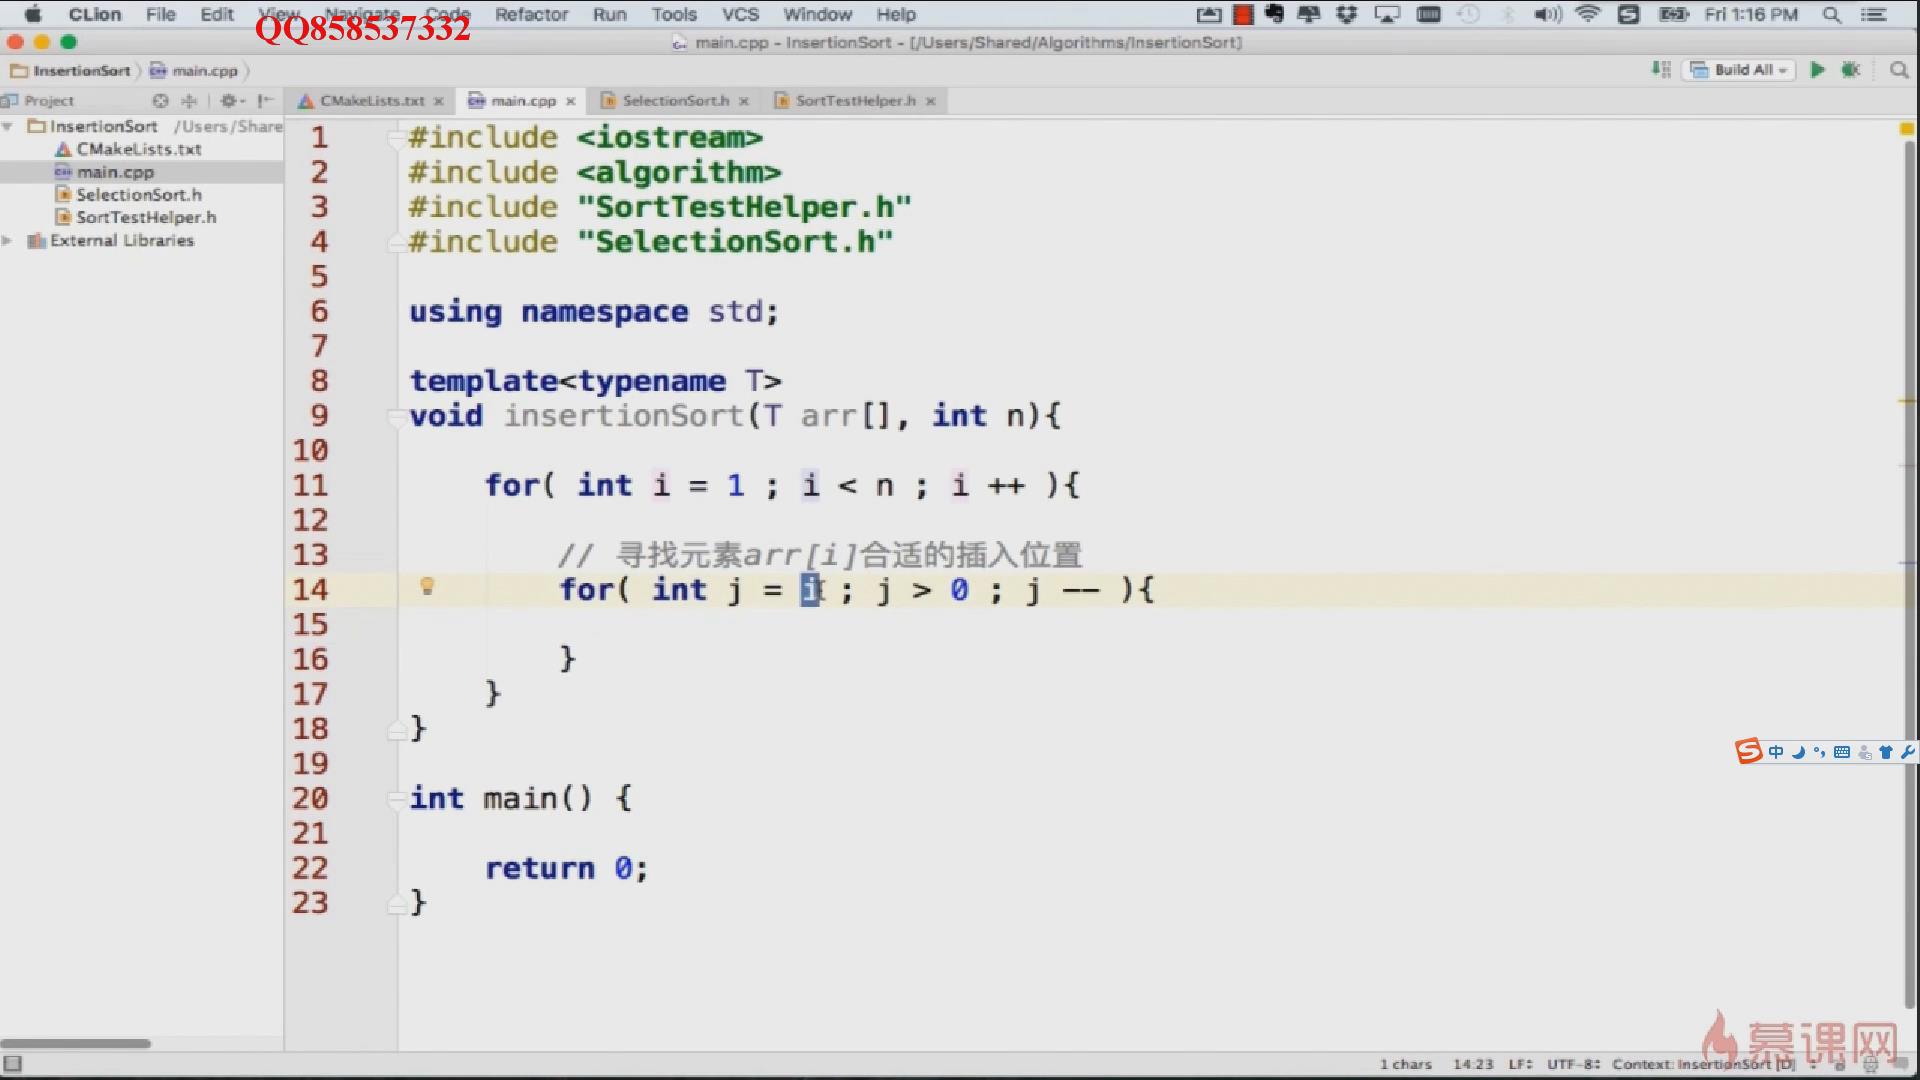 CLion File Edit View Navigate Code Refactor Run Tools VCS Window Help Fri 1:16 PM
QQ858537332
main.cpp - InsertionSort - [/Users/Shared/Algorithms/InsertionSort]
InsertionSort main.cpp Build All
Project CMakeLists.txt main.cpp SelectionSort.h SortTestHelper.h
InsertionSort /Users/Share
CMakeLists.txt
main.cpp
SelectionSort.h
SortTestHelper.h
External Libraries
1 #include <iostream>
2 #include <algorithm>
3 #include "SortTestHelper.h"
4 #include "SelectionSort.h"
5
6 using namespace std;
7
8 template<typename T>
9 void insertionSort(T arr[], int n){
10
11 for( int i = 1 ; i < n ; i ++ ){
12
13 // 寻找元素arr[i]合适的插入位置
14 for( int j = i ; j > 0 ; j -- ){
15
16 }
17 }
18 }
19
20 int main() {
21
22 return 0;
23 }
中
慕课网
1 chars 14:23 LF UTF-8 Context: InsertionSort [D]